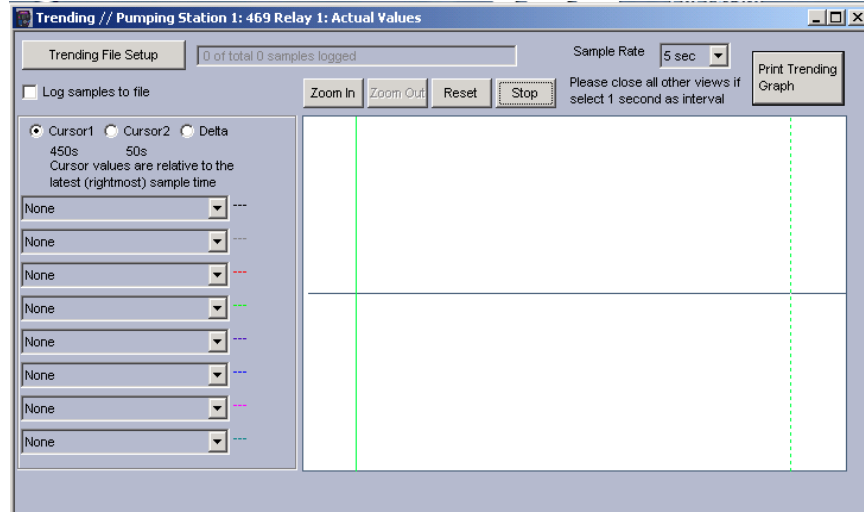 Trending // Pumping Station 1: 469 Relay 1: Actual Values
Trending File Setup
0 of total 0 samples logged
Sample Rate
5 sec
Print Trending
Graph
Log samples to file
Zoom In
Zoom Out
Reset
Stop
Please close all other views if
select 1 second as interval
Cursor1
Cursor2
Delta
450s
50s
Cursor values are relative to the
latest (rightmost) sample time
None
---
None
---
None
---
None
---
None
---
None
---
None
---
None
---